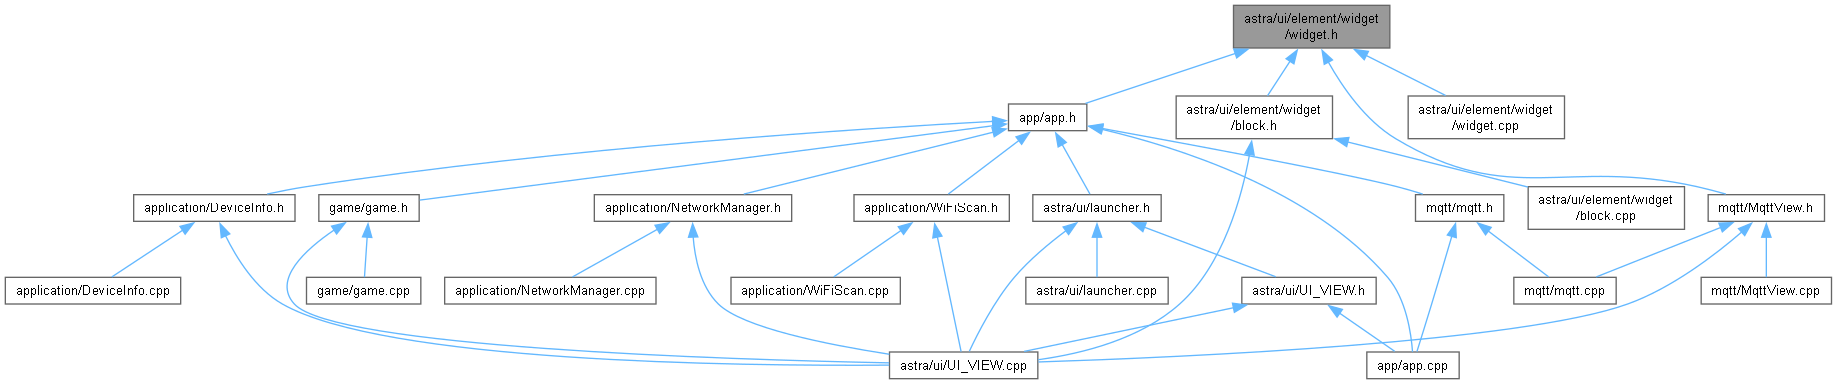 astra/ui/element/widget
/widget.h
app/app.h
astra/ui/element/widget
/block.h
astra/ui/element/widget
/widget.cpp
application/DeviceInfo.h
game/game.h
application/NetworkManager.h
application/WiFiScan.h
astra/ui/launcher.h
mqtt/mqtt.h
astra/ui/element/widget
/block.cpp
mqtt/MqttView.h
application/DeviceInfo.cpp
game/game.cpp
application/NetworkManager.cpp
application/WiFiScan.cpp
astra/ui/launcher.cpp
astra/ui/UI_VIEW.h
mqtt/mqtt.cpp
mqtt/MqttView.cpp
astra/ui/UI_VIEW.cpp
app/app.cpp